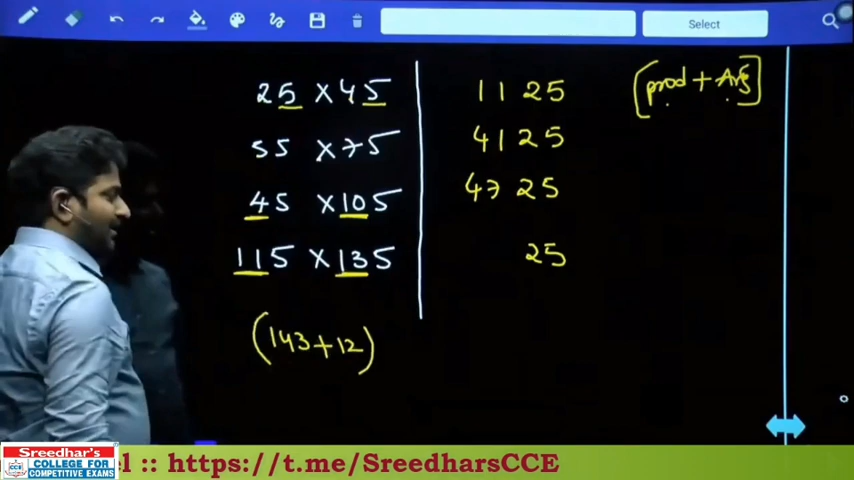 Select
25 × 45
1125
[prod + Avg]
55 × 75
4125
45 × 105
4725
115 × 135
25
(143+12)
Sreedhar's
CCE
COLLEGE FOR
COMPETITIVE EXAMS
el :: https://t.me/SreedharsCCE